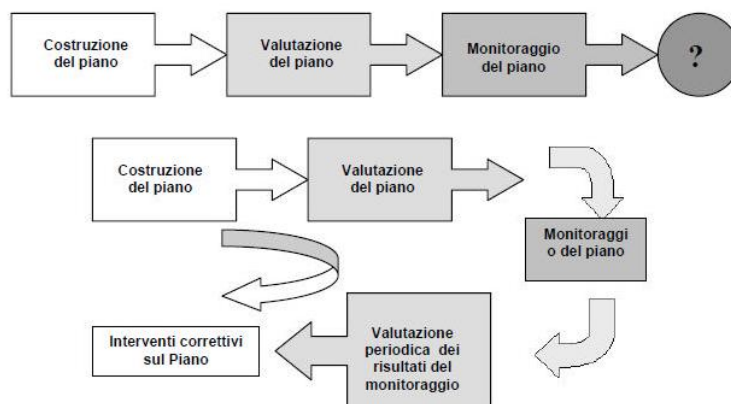 Costruzione
del piano
Valutazione
del piano
Monitoraggio
del piano
?
Costruzione
del piano
Valutazione
del piano
Monitoraggi
o del piano
Interventi correttivi
sul Piano
Valutazione
periodica dei
risultati del
monitoraggio